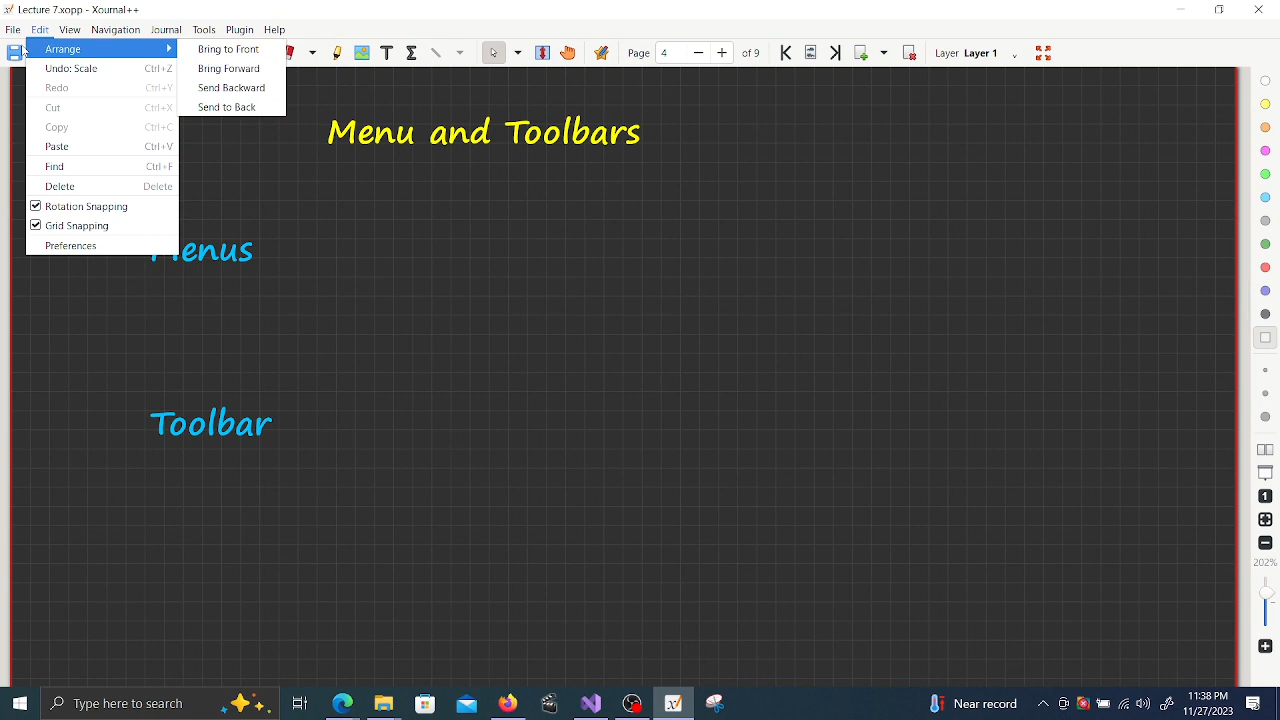 Lecture 7.xopp - Xournal++
File Edit View Navigation Journal Tools Plugin Help
Page 4 of 9 Layer Layer 1
Arrange
Undo: Scale Ctrl+Z
Redo Ctrl+Y
Cut Ctrl+X
Copy Ctrl+C
Paste Ctrl+V
Find Ctrl+F
Delete Delete
Rotation Snapping
Grid Snapping
Preferences
Bring to Front
Bring Forward
Send Backward
Send to Back
Menu and Toolbars
Menus
Toolbar
1
202%
Type here to search
Near record
11:38 PM
11/27/2023